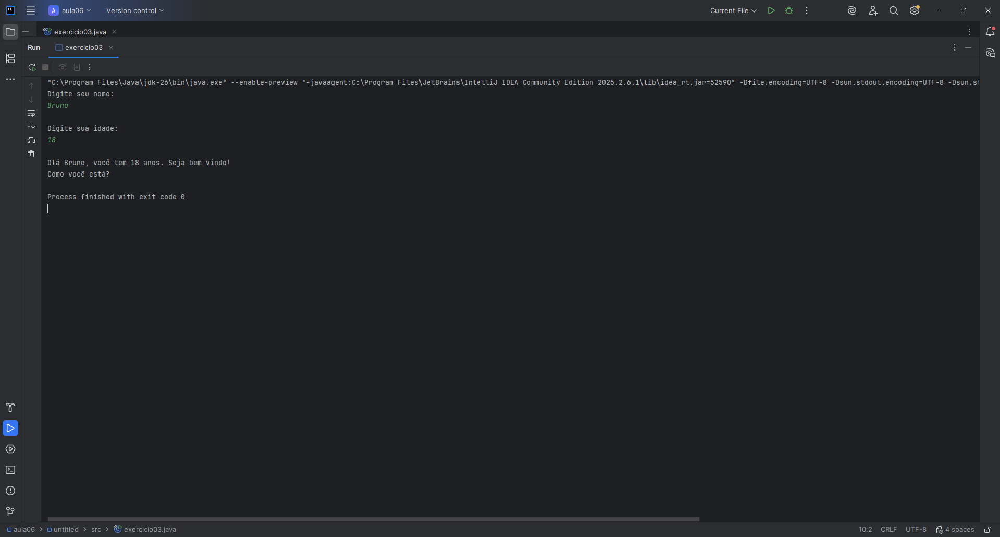 A aula06 Version control Current File
exercicio03.java
Run exercicio03
"C:\Program Files\Java\jdk-26\bin\java.exe" --enable-preview "-javaagent:C:\Program Files\JetBrains\IntelliJ IDEA Community Edition 2025.2.6.1\lib\idea_rt.jar=52590" -Dfile.encoding=UTF-8 -Dsun.stdout.encoding=UTF-8 -Dsun.st
Digite seu nome:
Bruno
Digite sua idade:
18
Olá Bruno, você tem 18 anos. Seja bem vindo!
Como você está?
Process finished with exit code 0
aula06 > untitled > src > exercicio03.java 10:2 CRLF UTF-8 4 spaces